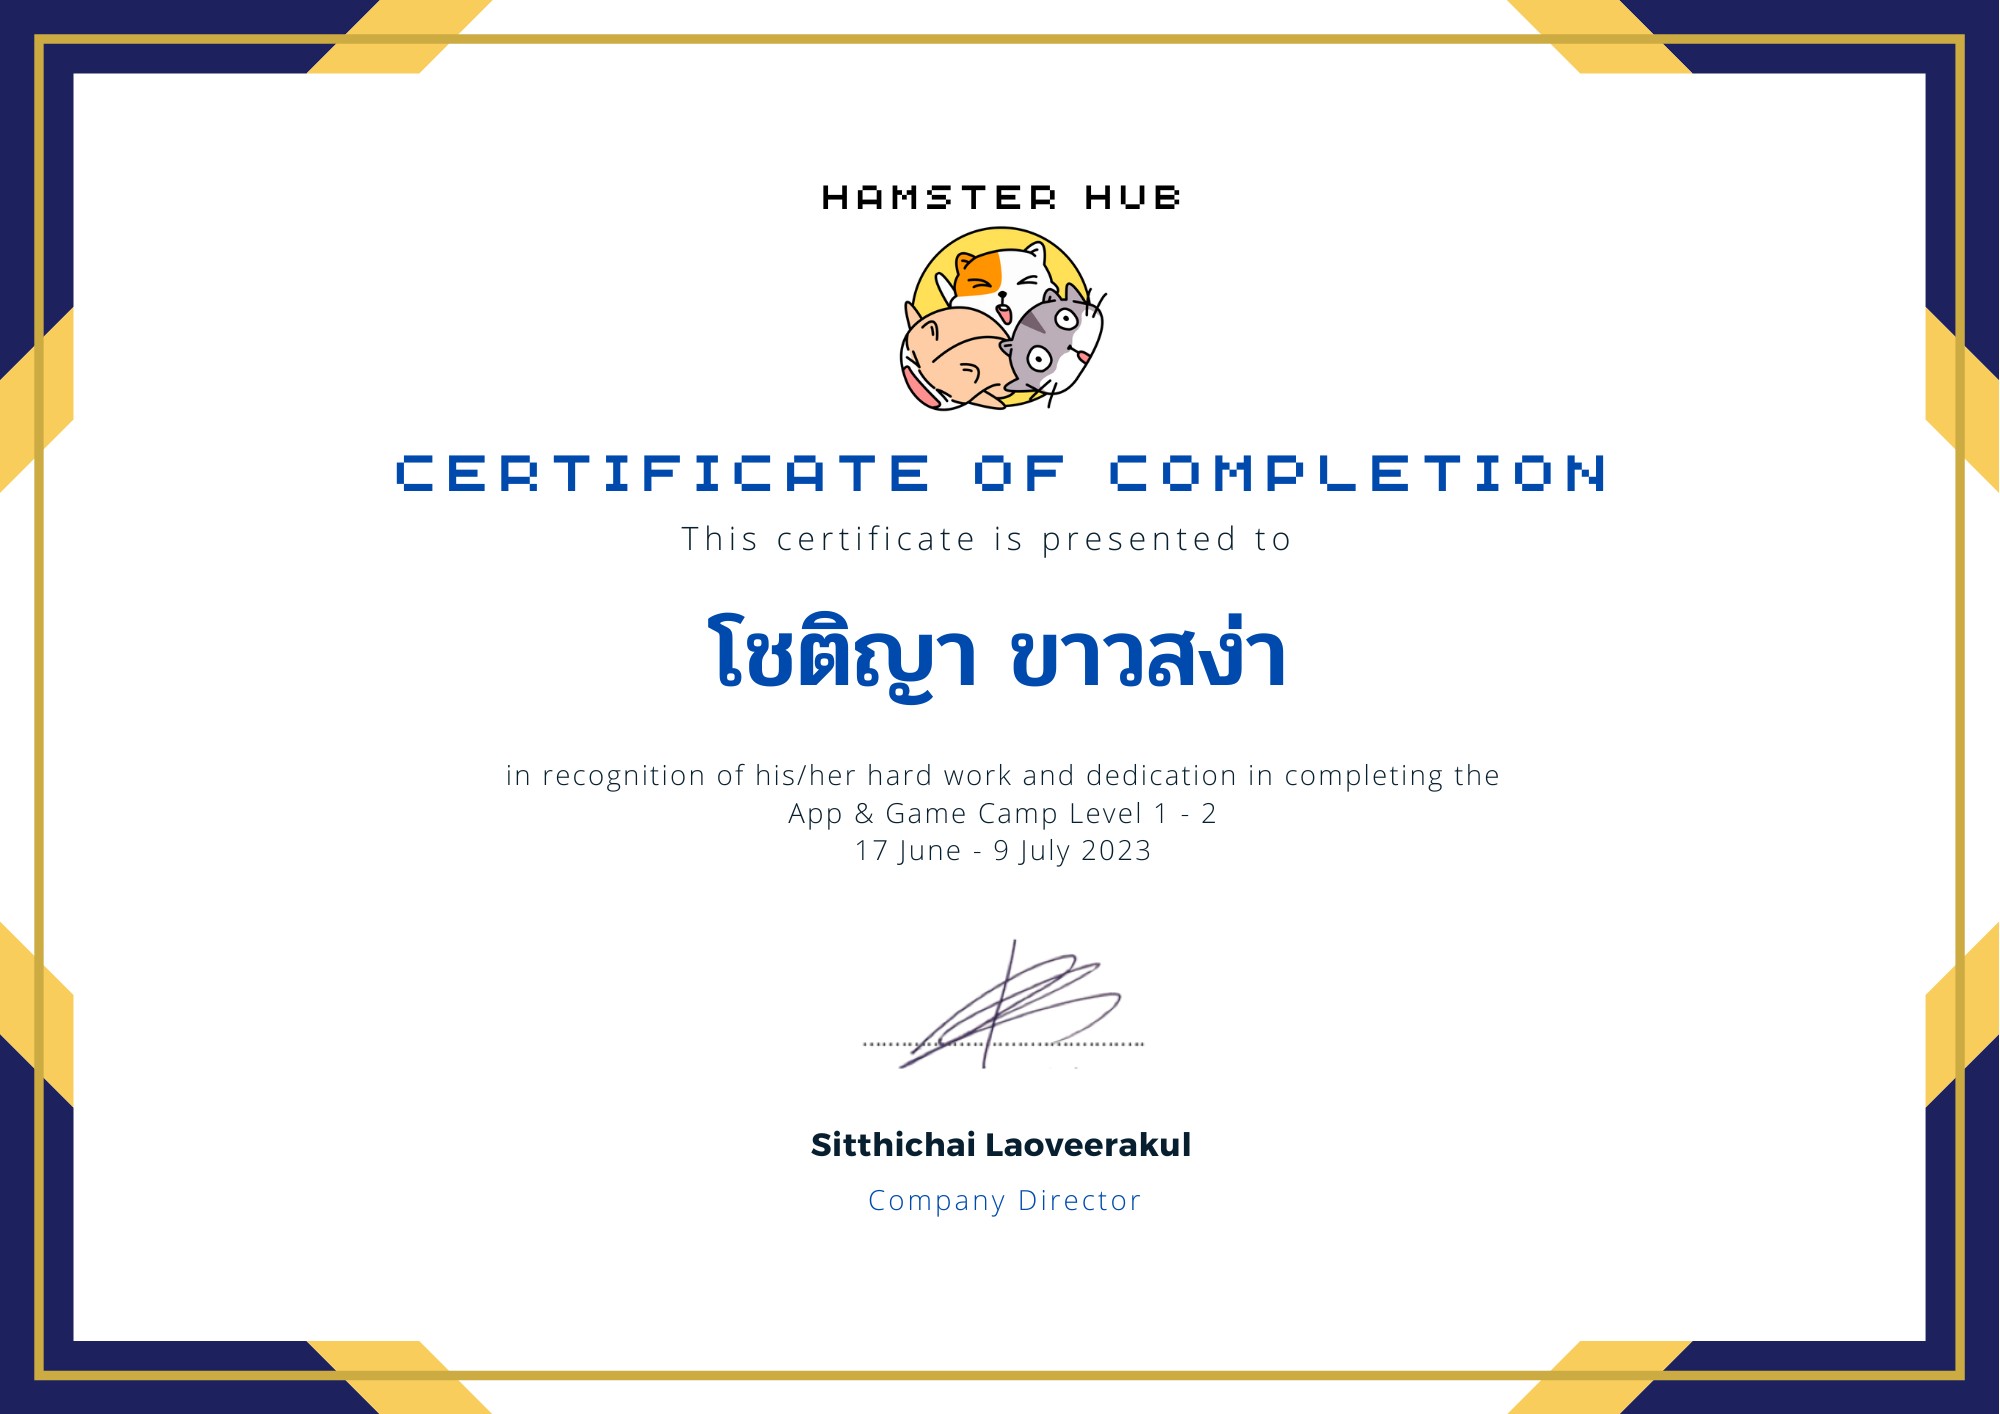 HAMSTER HUB
CERTIFICATE OF COMPLETION
This certificate is presented to
โชติญา ขาวสง่า
in recognition of his/her hard work and dedication in completing the
App & Game Camp Level 1 - 2
17 June - 9 July 2023
Sitthichai Laoveerakul
Company Director